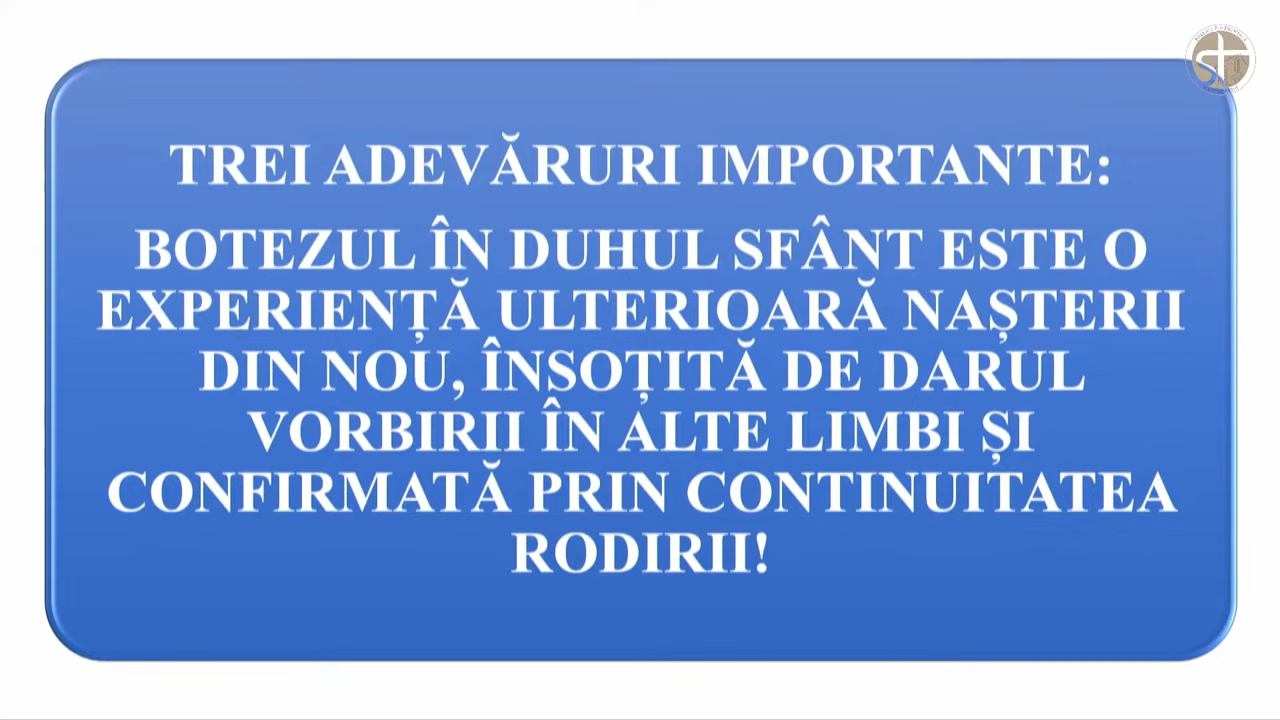 TREI ADEVĂRURI IMPORTANTE:
BOTEZUL ÎN DUHUL SFÂNT ESTE O
EXPERIENȚĂ ULTERIOARĂ NAȘTERII
DIN NOU, ÎNSOȚITĂ DE DARUL
VORBIRII ÎN ALTE LIMBI ȘI
CONFIRMATĂ PRIN CONTINUITATEA
RODIRII!